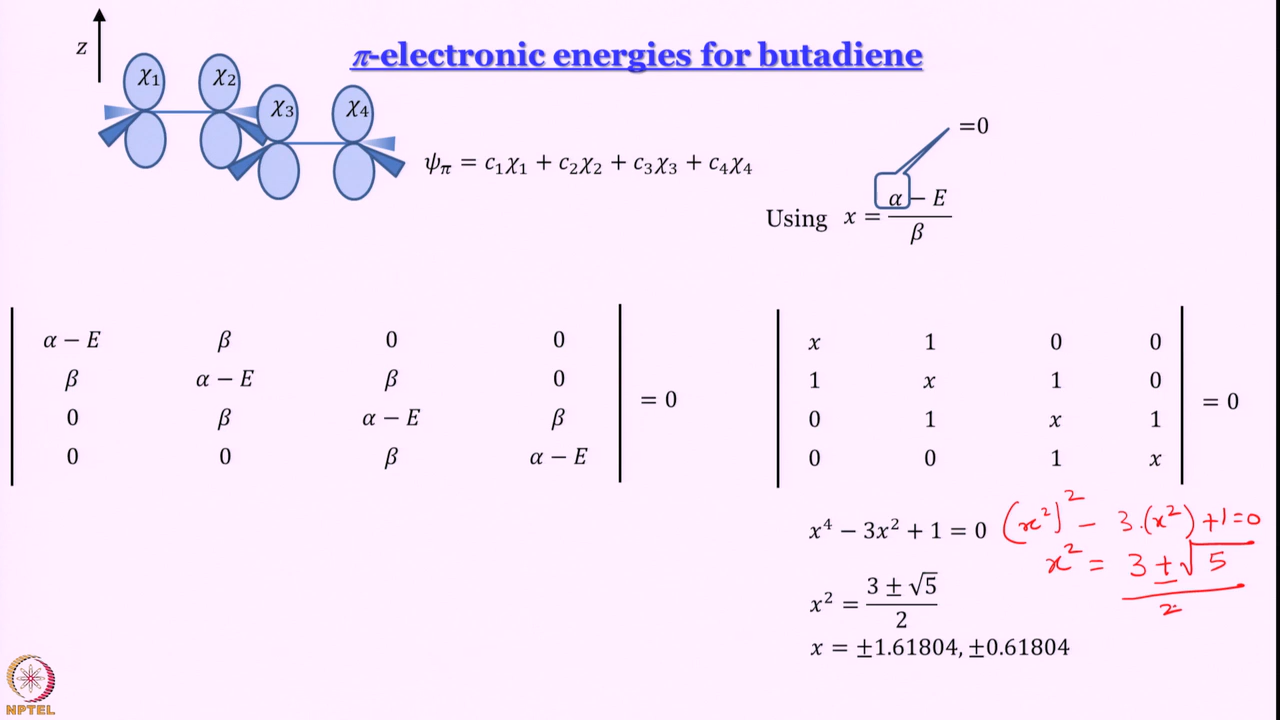 z
χ₁ χ₂
χ₃ χ₄
π-electronic energies for butadiene
=0
ψ_π = c₁χ₁ + c₂χ₂ + c₃χ₃ + c₄χ₄
Using x = (α − E)/β
α − E β 0 0
β α − E β 0
0 β α − E β
0 0 β α − E
= 0
x 1 0 0
1 x 1 0
0 1 x 1
0 0 1 x
= 0
x⁴ − 3x² + 1 = 0
(x²)² − 3.(x²) + 1 = 0
x² = (3 ± √5)/2
x² = (3 ± √5)/2
x = ±1.61804, ±0.61804
NPTEL